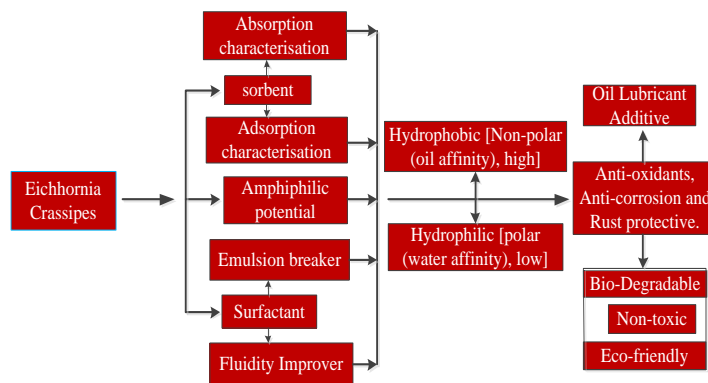 Absorption
characterisation
sorbent
Adsorption
characterisation
Eichhornia
Crassipes
Amphiphilic
potential
Emulsion breaker
Surfactant
Fluidity Improver
Hydrophobic [Non-polar
(oil affinity), high]
Hydrophilic [polar
(water affinity), low]
Oil Lubricant
Additive
Anti-oxidants,
Anti-corrosion and
Rust protective.
Bio-Degradable
Non-toxic
Eco-friendly